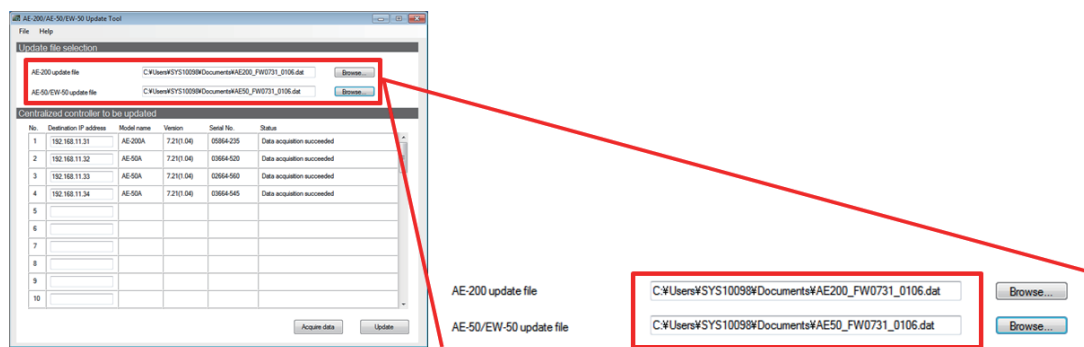 AE-200/AE-50/EW-50 Update Tool
File Help
Update file selection
AE-200 update file C:¥Users¥SYS10098¥Documents¥AE200_FW0731_0106.dat Browse...
AE-50/EW-50 update file C:¥Users¥SYS10098¥Documents¥AE50_FW0731_0106.dat Browse...
Centralized controller to be updated
No. Destination IP address Model name Version Serial No. Status
1 192.168.11.31 AE-200A 7.21(1.04) 05864-235 Data acquisition succeeded
2 192.168.11.32 AE-50A 7.21(1.04) 03664-520 Data acquisition succeeded
3 192.168.11.33 AE-50A 7.21(1.04) 02664-560 Data acquisition succeeded
4 192.168.11.34 AE-50A 7.21(1.04) 03664-545 Data acquisition succeeded
5
6
7
8
9
10
Acquire data Update
AE-200 update file C:¥Users¥SYS10098¥Documents¥AE200_FW0731_0106.dat Browse...
AE-50/EW-50 update file C:¥Users¥SYS10098¥Documents¥AE50_FW0731_0106.dat Browse...